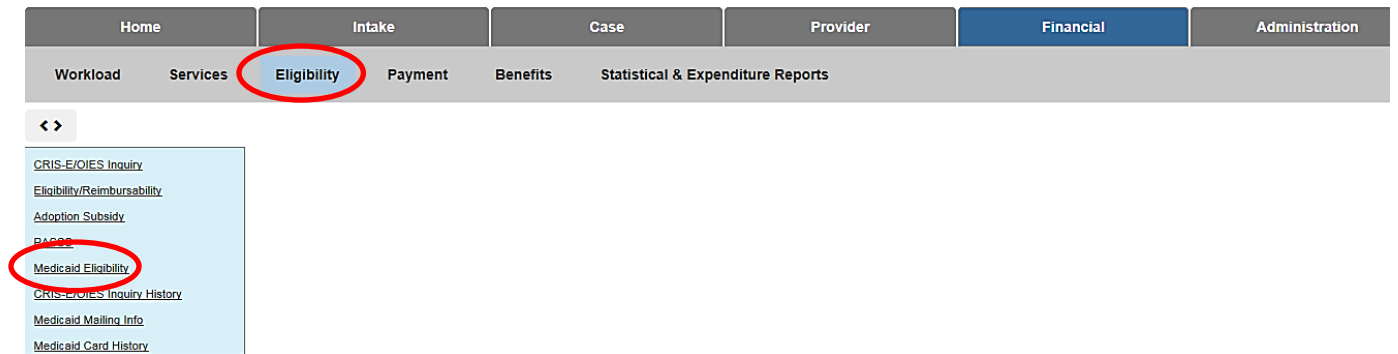 Home Intake Case Provider Financial Administration
Workload Services Eligibility Payment Benefits Statistical & Expenditure Reports
CRIS-E/OIES Inquiry
Eligibility/Reimbursability
Adoption Subsidy
Medicaid Eligibility
CRIS-E/OIES Inquiry History
Medicaid Mailing Info
Medicaid Card History